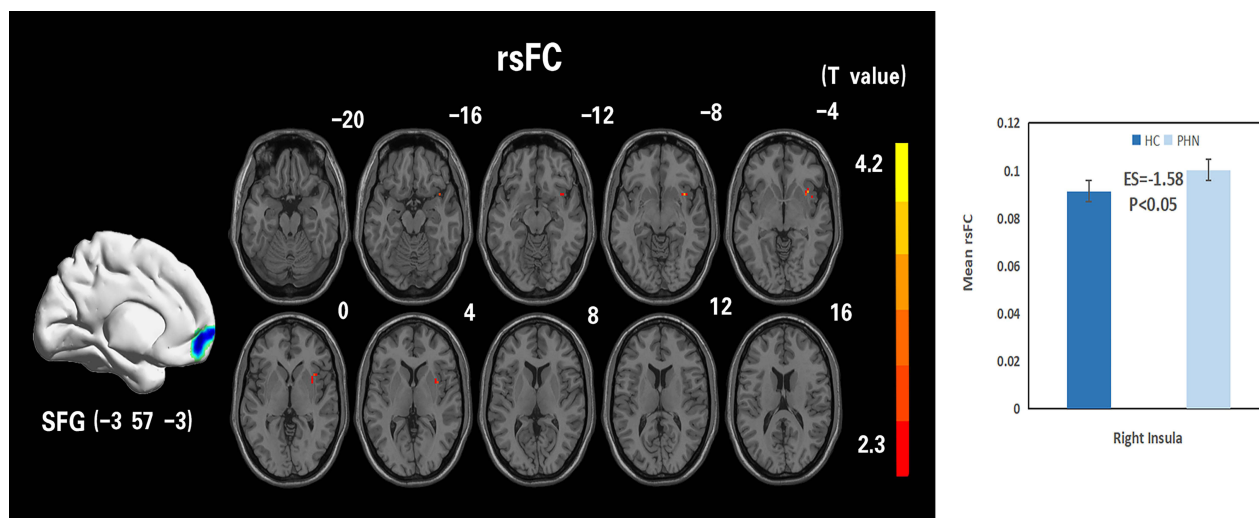 rsFC
(T value)
−20
−16
−12
−8
−4
4.2
0
4
8
12
16
2.3
SFG (−3 57 −3)
0.12
0.1
0.08
0.06
0.04
0.02
0
Mean rsFC
HC PHN
ES=-1.58
P<0.05
Right Insula